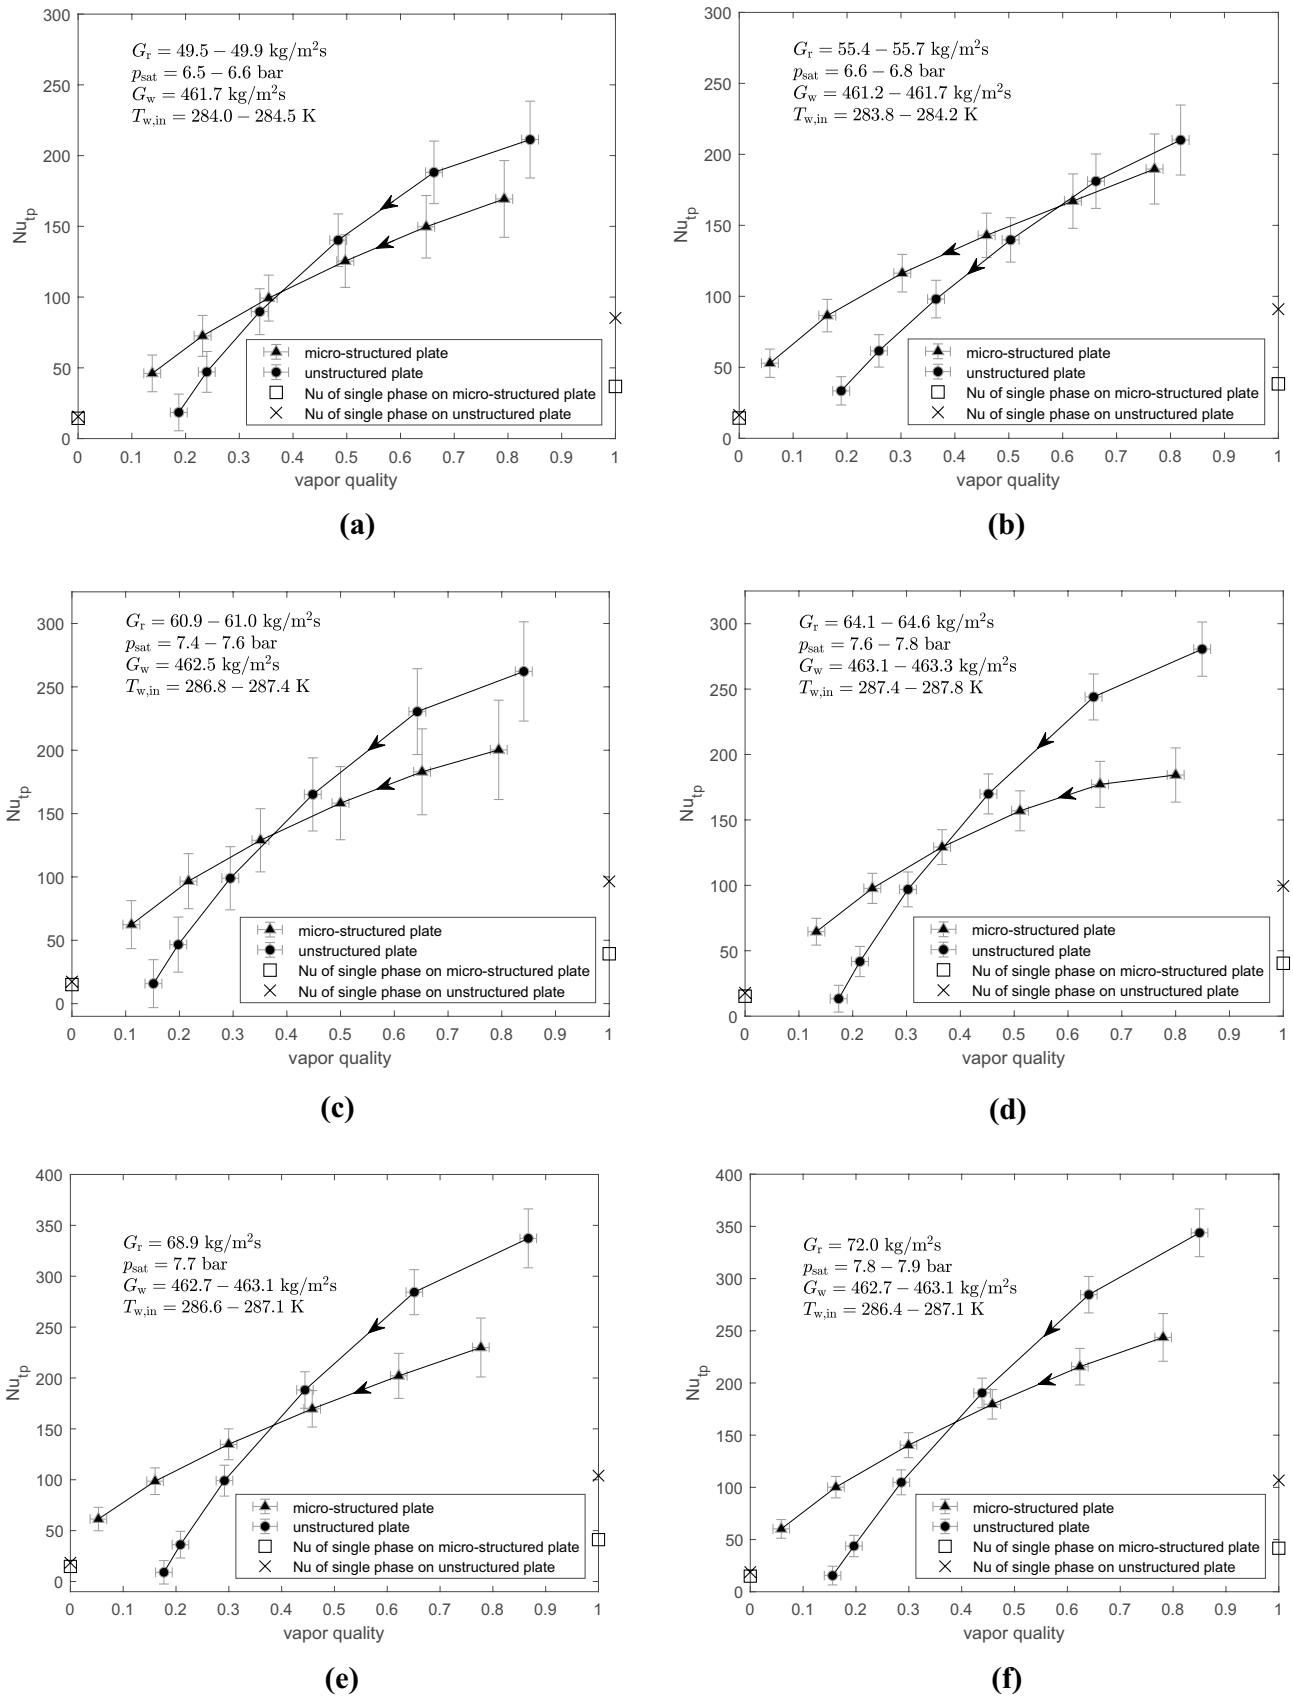 300
250
200
150
100
50
0
Nu_tp
G_r = 49.5 − 49.9 kg/m²s
p_sat = 6.5 − 6.6 bar
G_w = 461.7 kg/m²s
T_w,in = 284.0 − 284.5 K
micro-structured plate
unstructured plate
Nu of single phase on micro-structured plate
Nu of single phase on unstructured plate
0 0.1 0.2 0.3 0.4 0.5 0.6 0.7 0.8 0.9 1
vapor quality
(a)
300
250
200
150
100
50
0
Nu_tp
G_r = 55.4 − 55.7 kg/m²s
p_sat = 6.6 − 6.8 bar
G_w = 461.2 − 461.7 kg/m²s
T_w,in = 283.8 − 284.2 K
micro-structured plate
unstructured plate
Nu of single phase on micro-structured plate
Nu of single phase on unstructured plate
0 0.1 0.2 0.3 0.4 0.5 0.6 0.7 0.8 0.9 1
vapor quality
(b)
300
250
200
150
100
50
0
Nu_tp
G_r = 60.9 − 61.0 kg/m²s
p_sat = 7.4 − 7.6 bar
G_w = 462.5 kg/m²s
T_w,in = 286.8 − 287.4 K
micro-structured plate
unstructured plate
Nu of single phase on micro-structured plate
Nu of single phase on unstructured plate
0 0.1 0.2 0.3 0.4 0.5 0.6 0.7 0.8 0.9 1
vapor quality
(c)
300
250
200
150
100
50
0
Nu_tp
G_r = 64.1 − 64.6 kg/m²s
p_sat = 7.6 − 7.8 bar
G_w = 463.1 − 463.3 kg/m²s
T_w,in = 287.4 − 287.8 K
micro-structured plate
unstructured plate
Nu of single phase on micro-structured plate
Nu of single phase on unstructured plate
0 0.1 0.2 0.3 0.4 0.5 0.6 0.7 0.8 0.9 1
vapor quality
(d)
400
350
300
250
200
150
100
50
0
Nu_tp
G_r = 68.9 kg/m²s
p_sat = 7.7 bar
G_w = 462.7 − 463.1 kg/m²s
T_w,in = 286.6 − 287.1 K
micro-structured plate
unstructured plate
Nu of single phase on micro-structured plate
Nu of single phase on unstructured plate
0 0.1 0.2 0.3 0.4 0.5 0.6 0.7 0.8 0.9 1
vapor quality
(e)
400
350
300
250
200
150
100
50
0
Nu_tp
G_r = 72.0 kg/m²s
p_sat = 7.8 − 7.9 bar
G_w = 462.7 − 463.1 kg/m²s
T_w,in = 286.4 − 287.1 K
micro-structured plate
unstructured plate
Nu of single phase on micro-structured plate
Nu of single phase on unstructured plate
0 0.1 0.2 0.3 0.4 0.5 0.6 0.7 0.8 0.9 1
vapor quality
(f)